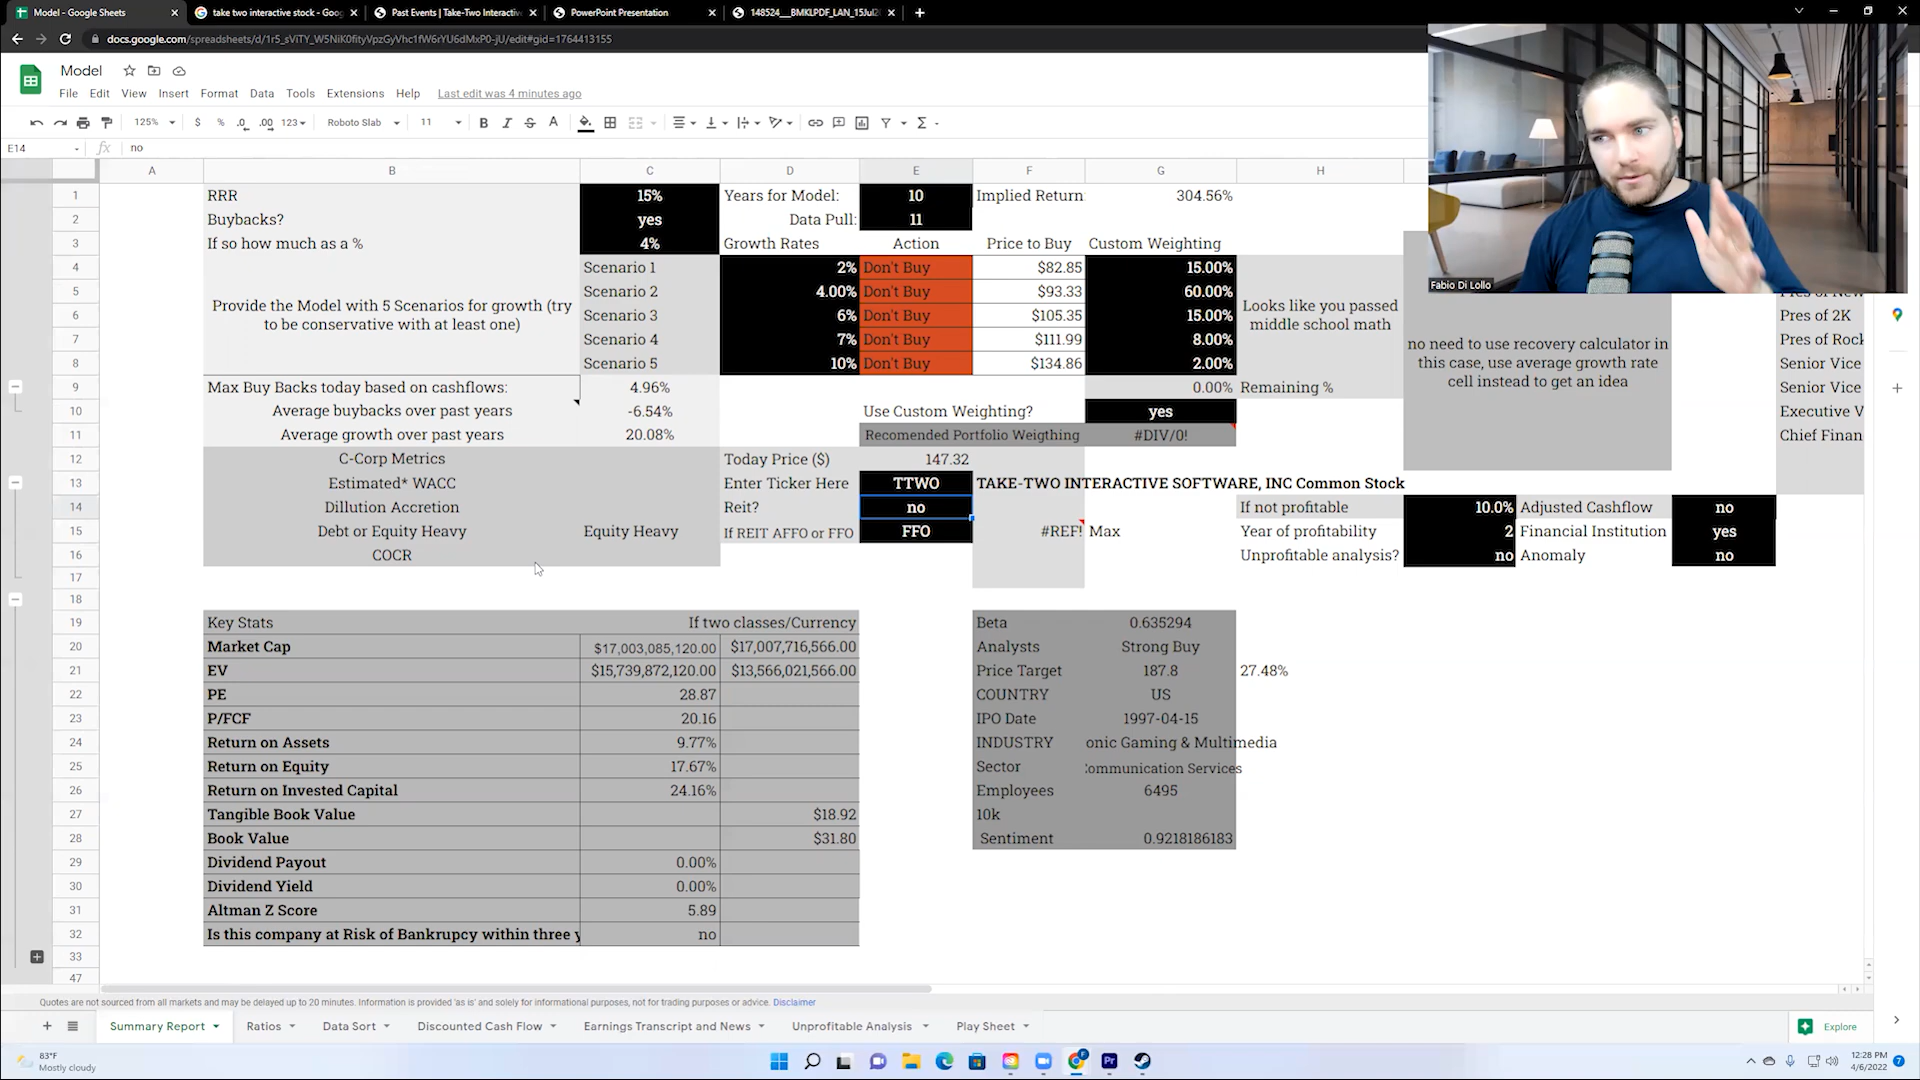 Model - Google Sheets
take two interactive stock - Goog
Past Events | Take-Two Interactiv
PowerPoint Presentation
148524___BMKLPDF_LAN_15Jul2
docs.google.com/spreadsheets/d/1r5_sViTY_W5NiK0fityVpzGyVhc1fW6rYU6dMxP0-jU/edit#gid=1764413155
Model
File Edit View Insert Format Data Tools Extensions Help Last edit was 4 minutes ago
125% $ % .0 .00 123 Roboto Slab 11 B I S A
E14 fx no
A B C D E F G H
1 RRR 15% Years for Model: 10 Implied Return: 304.56%
2 Buybacks? yes Data Pull: 11
3 If so how much as a % 4% Growth Rates Action Price to Buy Custom Weighting
4 Scenario 1 2% Don't Buy $82.85 15.00%
5 Scenario 2 4.00% Don't Buy $93.33 60.00%
Provide the Model with 5 Scenarios for growth (try to be conservative with at least one)
Looks like you passed middle school math
6 Scenario 3 6% Don't Buy $105.35 15.00% Pres of 2K
7 Scenario 4 7% Don't Buy $111.99 8.00% Pres of Rock
no need to use recovery calculator in this case, use average growth rate cell instead to get an idea
8 Scenario 5 10% Don't Buy $134.86 2.00% Senior Vice
9 Max Buy Backs today based on cashflows: 4.96% 0.00% Remaining % Senior Vice
10 Average buybacks over past years -6.54% Use Custom Weighting? yes Executive V
11 Average growth over past years 20.08% Recomended Portfolio Weigthing #DIV/0! Chief Finan
12 C-Corp Metrics Today Price ($) 147.32
13 Estimated* WACC Enter Ticker Here TTWO TAKE-TWO INTERACTIVE SOFTWARE, INC Common Stock
14 Dillution Accretion Reit? no If not profitable 10.0% Adjusted Cashflow no
15 Debt or Equity Heavy Equity Heavy If REIT AFFO or FFO FFO #REF! Max Year of profitability 2 Financial Institution yes
16 COCR Unprofitable analysis? no Anomaly no
17
18
19 Key Stats If two classes/Currency Beta 0.635294
20 Market Cap $17,003,085,120.00 $17,007,716,566.00 Analysts Strong Buy
21 EV $15,739,872,120.00 $13,566,021,566.00 Price Target 187.8 27.48%
22 PE 28.87 COUNTRY US
23 P/FCF 20.16 IPO Date 1997-04-15
24 Return on Assets 9.77% INDUSTRY onic Gaming & Multimedia
25 Return on Equity 17.67% Sector Communication Services
26 Return on Invested Capital 24.16% Employees 6495
27 Tangible Book Value $18.92 10k
28 Book Value $31.80 Sentiment 0.9218186183
29 Dividend Payout 0.00%
30 Dividend Yield 0.00%
31 Altman Z Score 5.89
32 Is this company at Risk of Bankrupcy within three y no
33
47
Fabio Di Lollo
Quotes are not sourced from all markets and may be delayed up to 20 minutes. Information is provided 'as is' and solely for informational purposes, not for trading purposes or advice. Disclaimer
Summary Report Ratios Data Sort Discounted Cash Flow Earnings Transcript and News Unprofitable Analysis Play Sheet Explore
83°F
Mostly cloudy
12:28 PM
4/6/2022
7